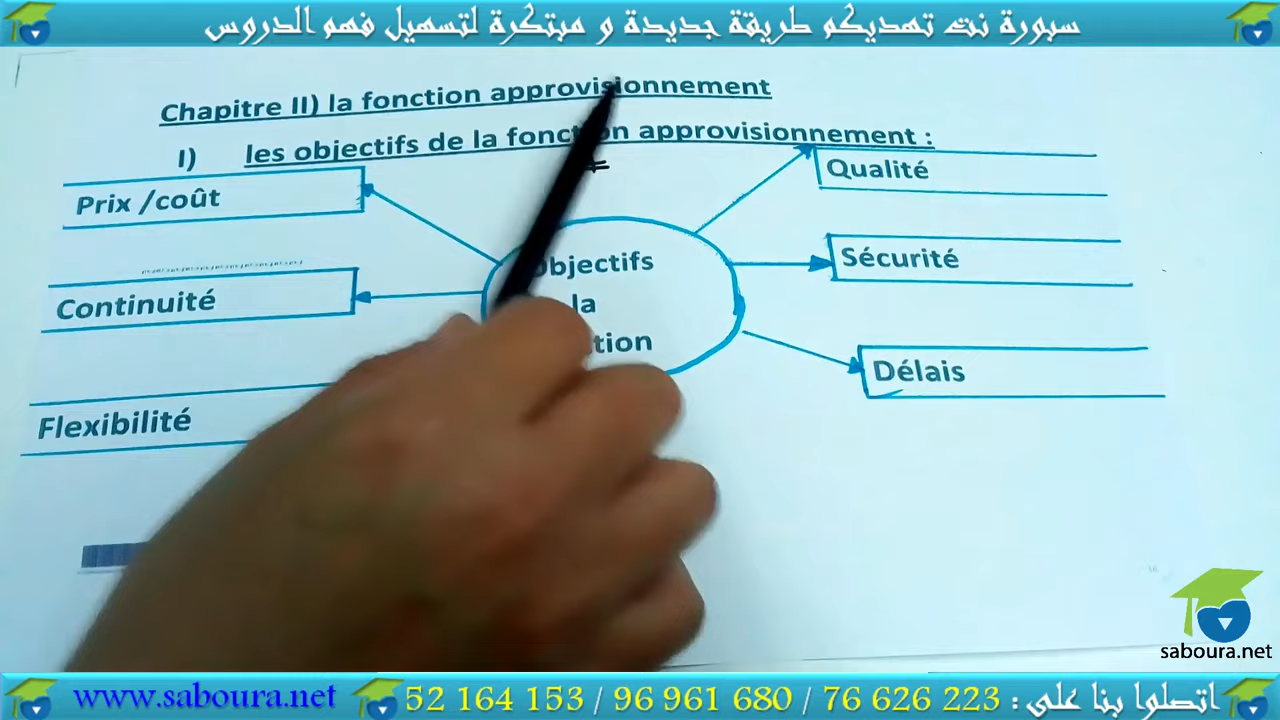 سبورة نت تهديكم طريقة جديدة و مبتكرة لتسهيل فهم الدروس
Chapitre II) la fonction approvisionnement
I) les objectifs de la fonction approvisionnement :
Prix /coût
Qualité
Objectifs
la
Continuité
Sécurité
Flexibilité
Délais
saboura.net
www.saboura.net
52 164 153 / 96 961 680 / 76 626 223 : اتصلوا بنا على